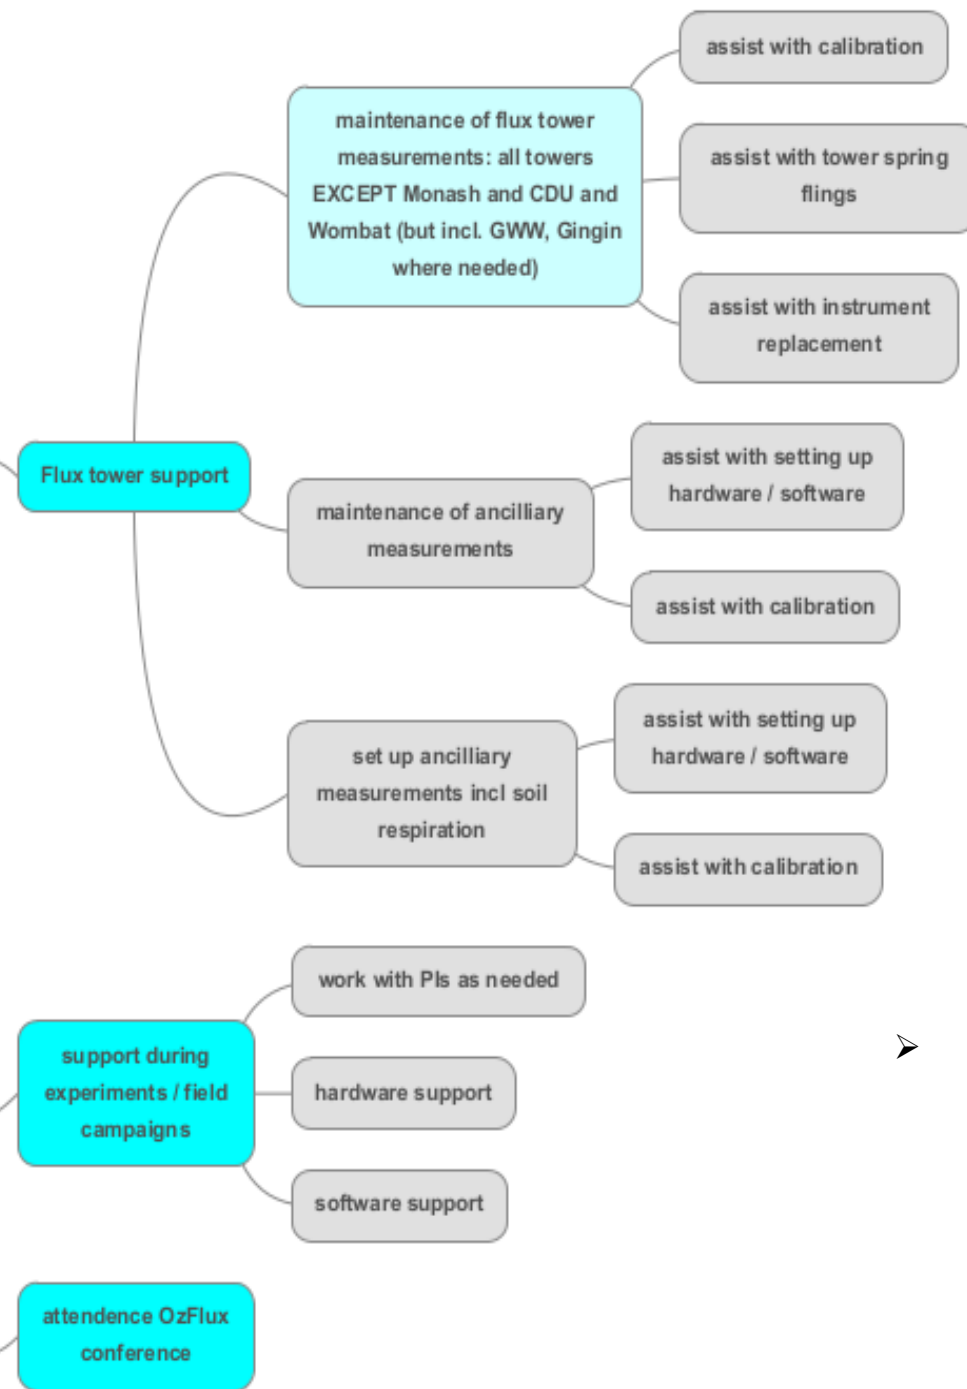 assist with calibration
maintenance of flux tower
measurements: all towers
EXCEPT Monash and CDU and
Wombat (but incl. GWW, Gingin
where needed)
assist with tower spring
flings
assist with instrument
replacement
Flux tower support
maintenance of ancilliary
measurements
assist with setting up
hardware / software
assist with calibration
set up ancilliary
measurements incl soil
respiration
assist with setting up
hardware / software
assist with calibration
support during
experiments / field
campaigns
work with PIs as needed
hardware support
software support
attendence OzFlux
conference